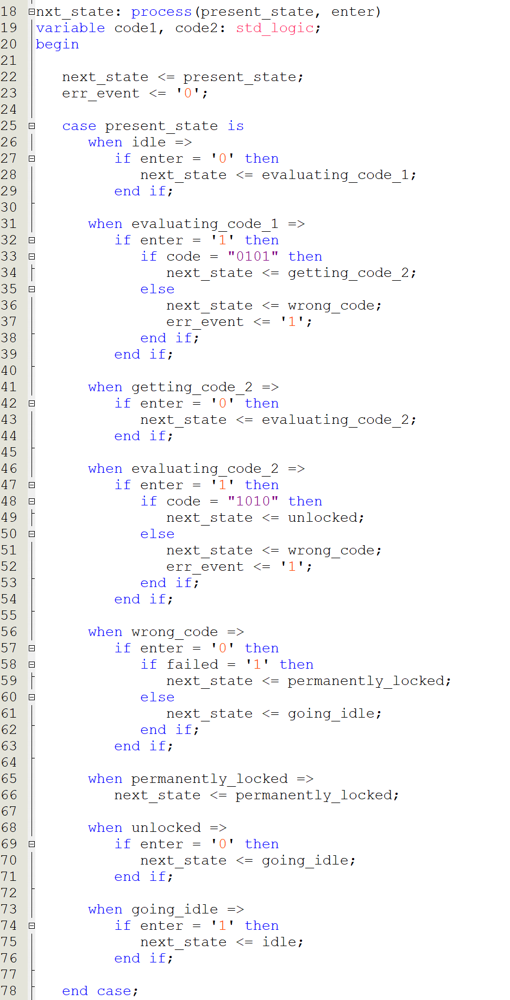 18 nxt_state: process(present_state, enter)
19 variable code1, code2: std_logic;
20 begin
21
22 next_state <= present_state;
23 err_event <= '0';
24
25 case present_state is
26 when idle =>
27 if enter = '0' then
28 next_state <= evaluating_code_1;
29 end if;
30
31 when evaluating_code_1 =>
32 if enter = '1' then
33 if code = "0101" then
34 next_state <= getting_code_2;
35 else
36 next_state <= wrong_code;
37 err_event <= '1';
38 end if;
39 end if;
40
41 when getting_code_2 =>
42 if enter = '0' then
43 next_state <= evaluating_code_2;
44 end if;
45
46 when evaluating_code_2 =>
47 if enter = '1' then
48 if code = "1010" then
49 next_state <= unlocked;
50 else
51 next_state <= wrong_code;
52 err_event <= '1';
53 end if;
54 end if;
55
56 when wrong_code =>
57 if enter = '0' then
58 if failed = '1' then
59 next_state <= permanently_locked;
60 else
61 next_state <= going_idle;
62 end if;
63 end if;
64
65 when permanently_locked =>
66 next_state <= permanently_locked;
67
68 when unlocked =>
69 if enter = '0' then
70 next_state <= going_idle;
71 end if;
72
73 when going_idle =>
74 if enter = '1' then
75 next_state <= idle;
76 end if;
77
78 end case;